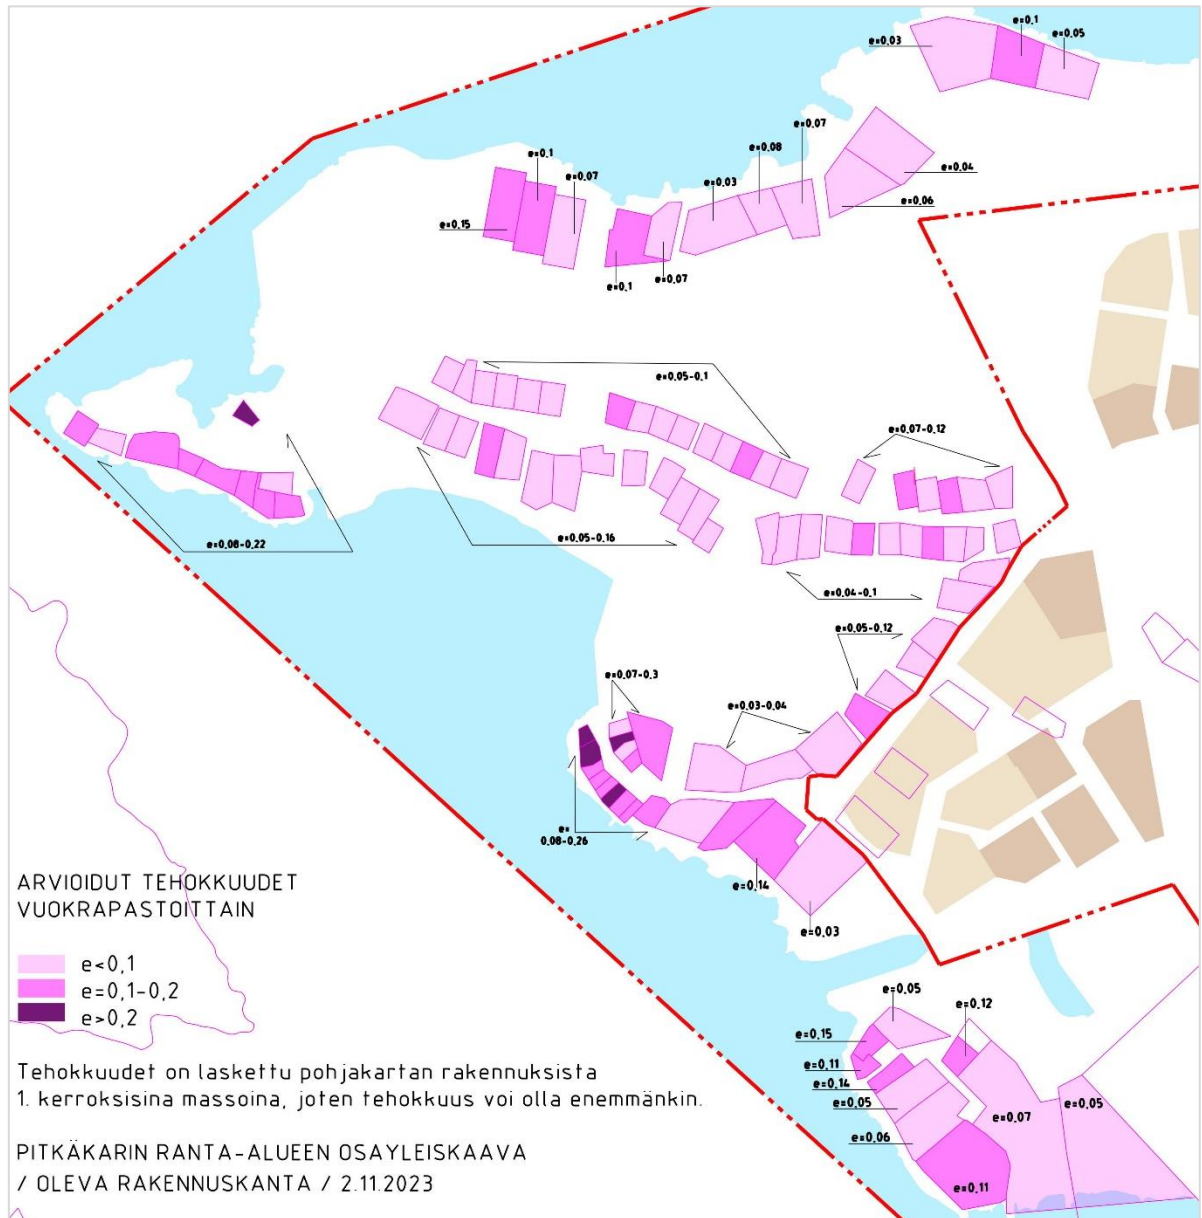 e=0.03
e=0.1
e=0.05
e=0.07
e=0.08
e=0.1
e=0.07
e=0.03
e=0.04
e=0.06
e=0.15
e=0.1
e=0.07
e=0.05-0.1
e=0.07-0.12
e=0.08-0.22
e=0.05-0.16
e=0.04-0.1
e=0.05-0.12
e=0.07-0.3
e=0.03-0.04
e=
0.08-0.26
e=0.14
e=0.03
ARVIOIDUT TEHOKKUUDET
VUOKRAPASTOITTAIN
e<0,1
e=0,1-0,2
e>0,2
e=0.05
e=0.12
e=0.15
e=0.11
e=0.14
e=0.05
e=0.06
e=0.07
e=0.05
e=0.11
Tehokkuudet on laskettu pohjakartan rakennuksista
1. kerroksisina massoina, joten tehokkuus voi olla enemmänkin.
PITKÄKARIN RANTA-ALUEEN OSAYLEISKAAVA
/ OLEVA RAKENNUSKANTA / 2.11.2023